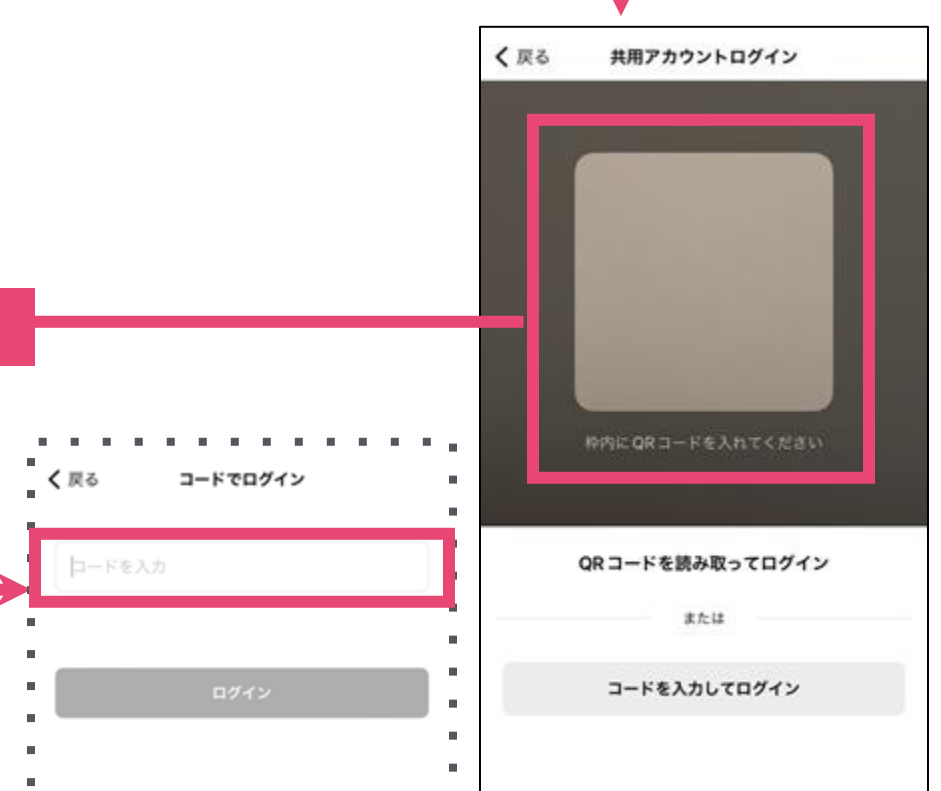 戻る
共用アカウントログイン
枠内にQRコードを入れてください
QRコードを読み取ってログイン
または
コードを入力してログイン
戻る
コードでログイン
コードを入力
ログイン